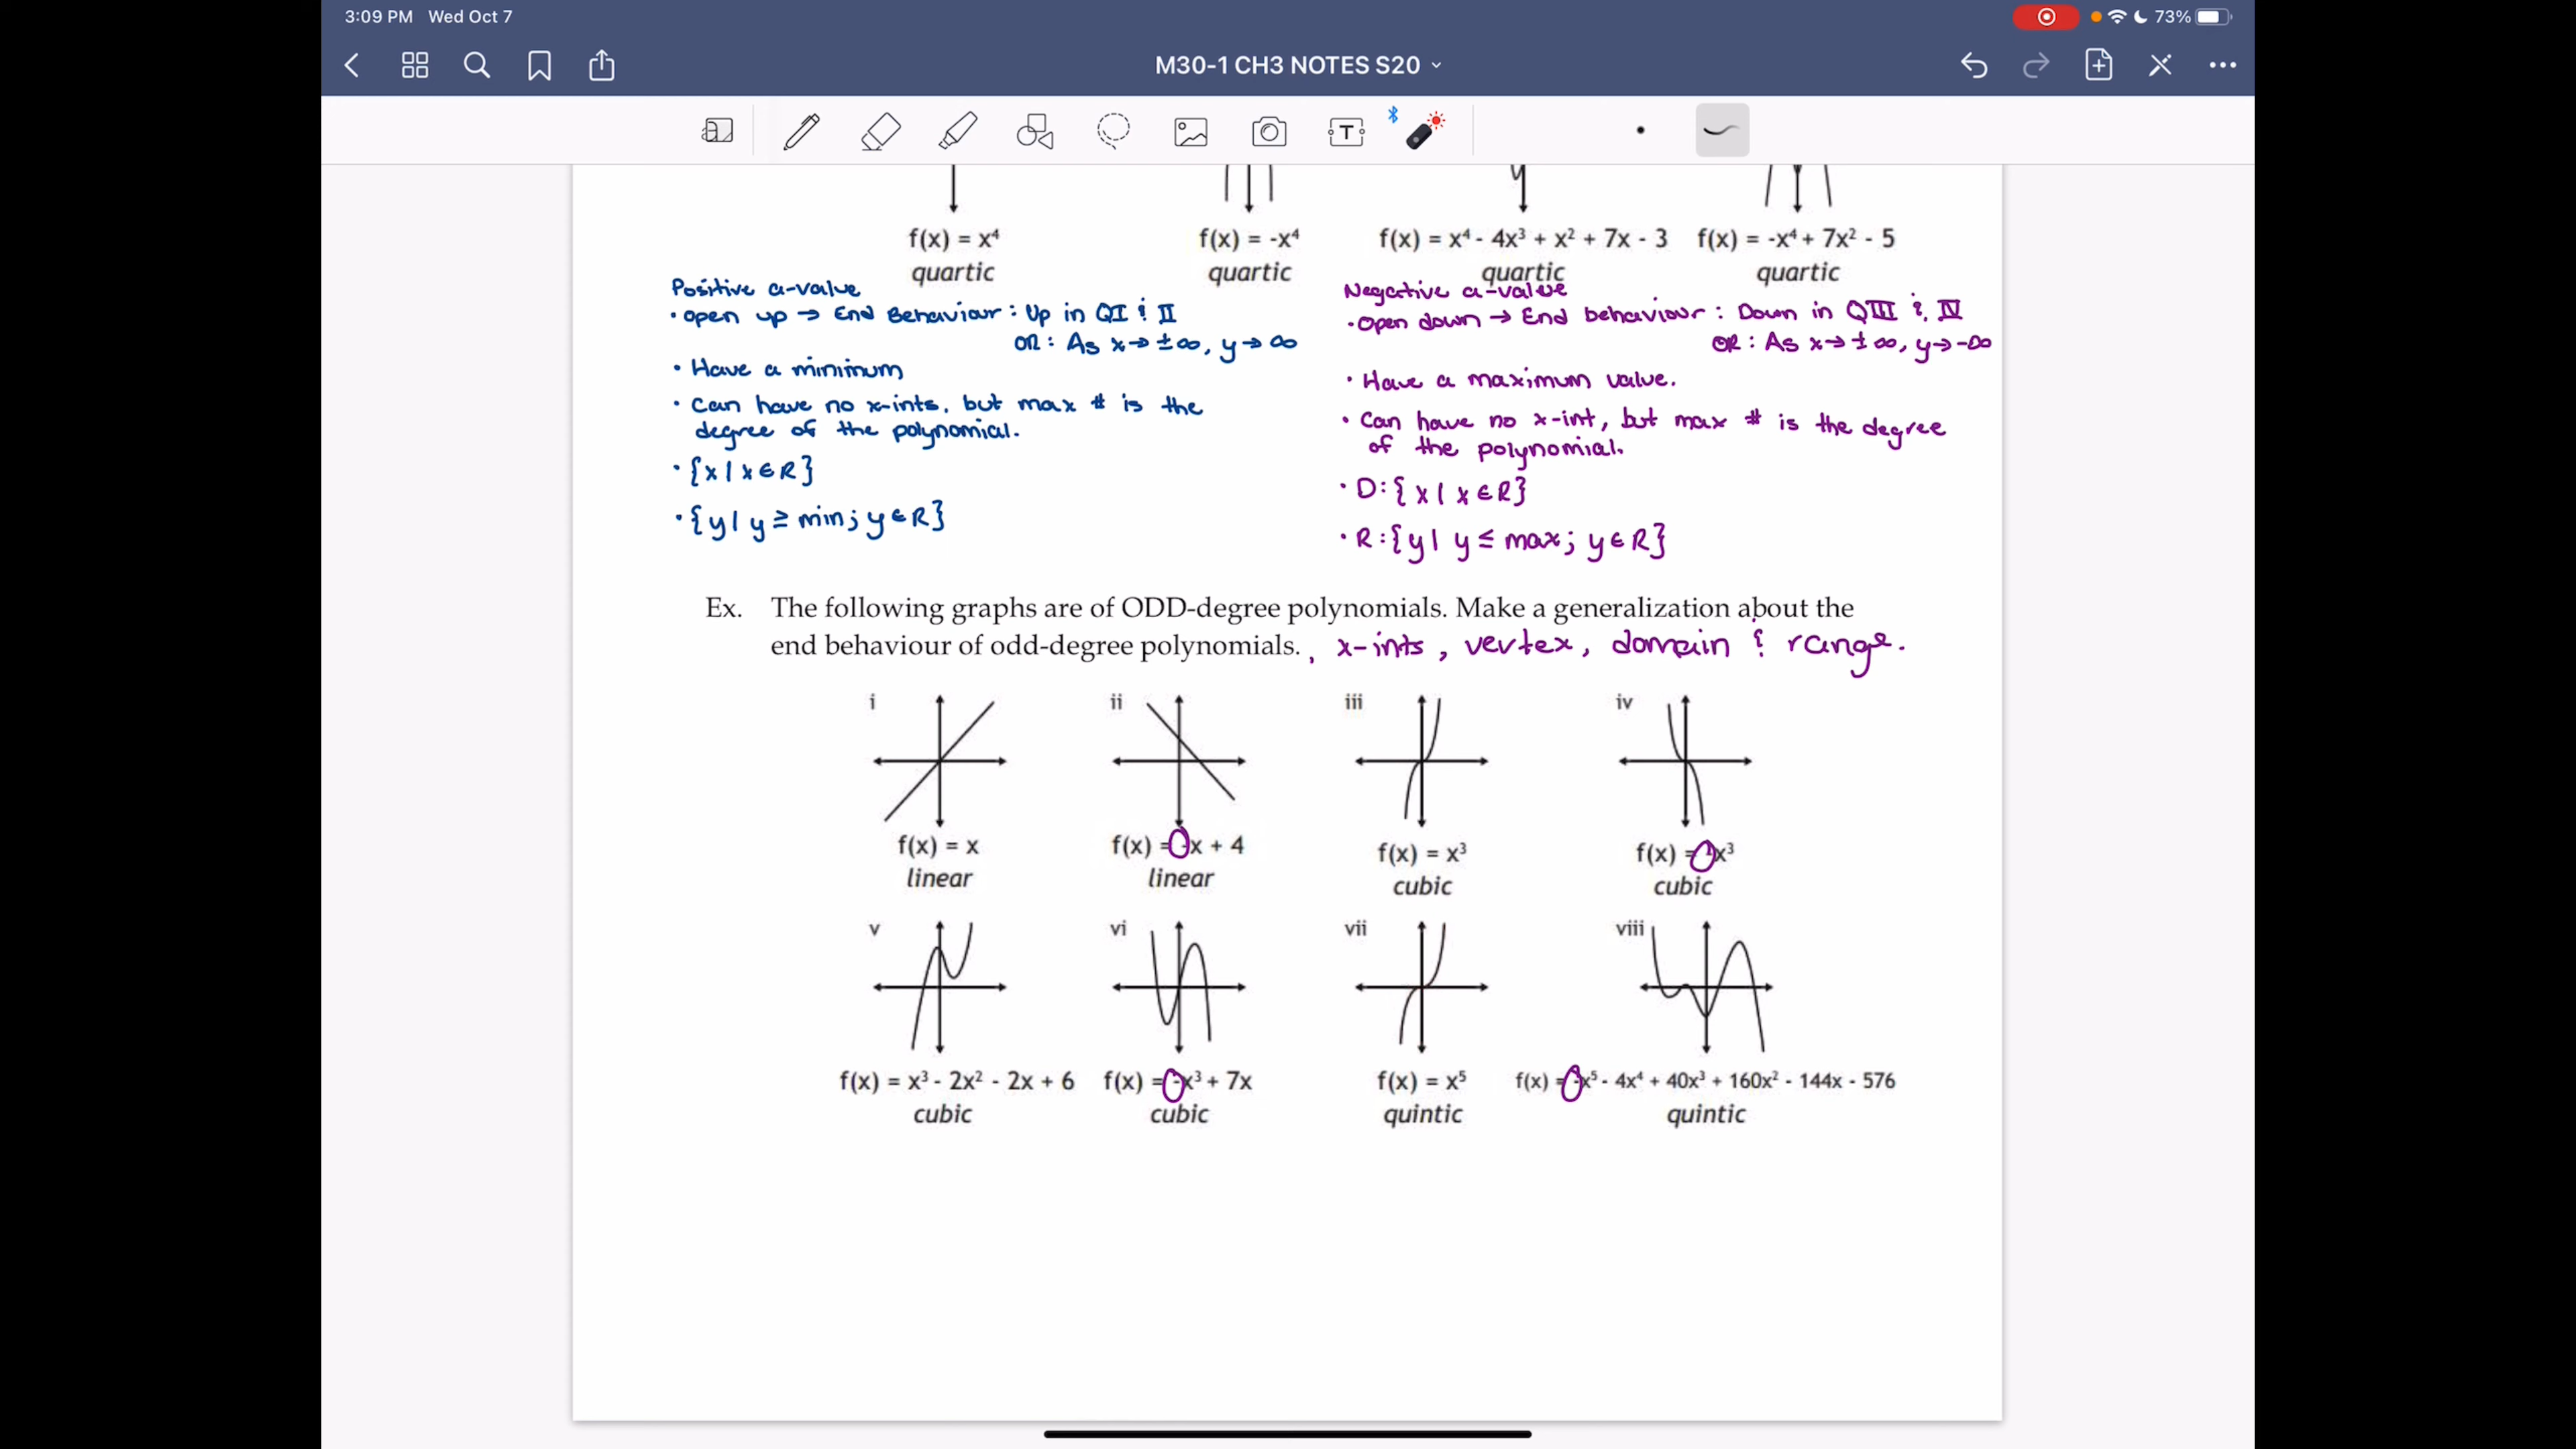 3:09 PM Wed Oct 7
73%
M30-1 CH3 NOTES S20
f(x) = x⁴
quartic
f(x) = -x⁴
quartic
f(x) = x⁴ - 4x³ + x² + 7x - 3
quartic
f(x) = -x⁴ + 7x² - 5
quartic
Positive a-value
• Open up → End Behaviour : Up in QI & II
OR : As x → ±∞, y → ∞
• Have a minimum
• Can have no x-ints, but max # is the
degree of the polynomial.
• {x | x ∈ R}
• {y | y ≥ min; y ∈ R}
Negative a-value
• Open down → End behaviour : Down in QIII & IV
OR : As x → ±∞, y → -∞
• Have a maximum value.
• Can have no x-int, but max # is the degree
of the polynomial.
• D: {x | x ∈ R}
• R: {y | y ≤ max; y ∈ R}
Ex. The following graphs are of ODD-degree polynomials. Make a generalization about the
end behaviour of odd-degree polynomials. , x-ints, vertex, domain & range.
i
f(x) = x
linear
ii
f(x) = -x + 4
linear
iii
f(x) = x³
cubic
iv
f(x) = -x³
cubic
v
f(x) = x³ - 2x² - 2x + 6
cubic
vi
f(x) = -x³ + 7x
cubic
vii
f(x) = x⁵
quintic
viii
f(x) = -x⁵ - 4x⁴ + 40x³ + 160x² - 144x - 576
quintic